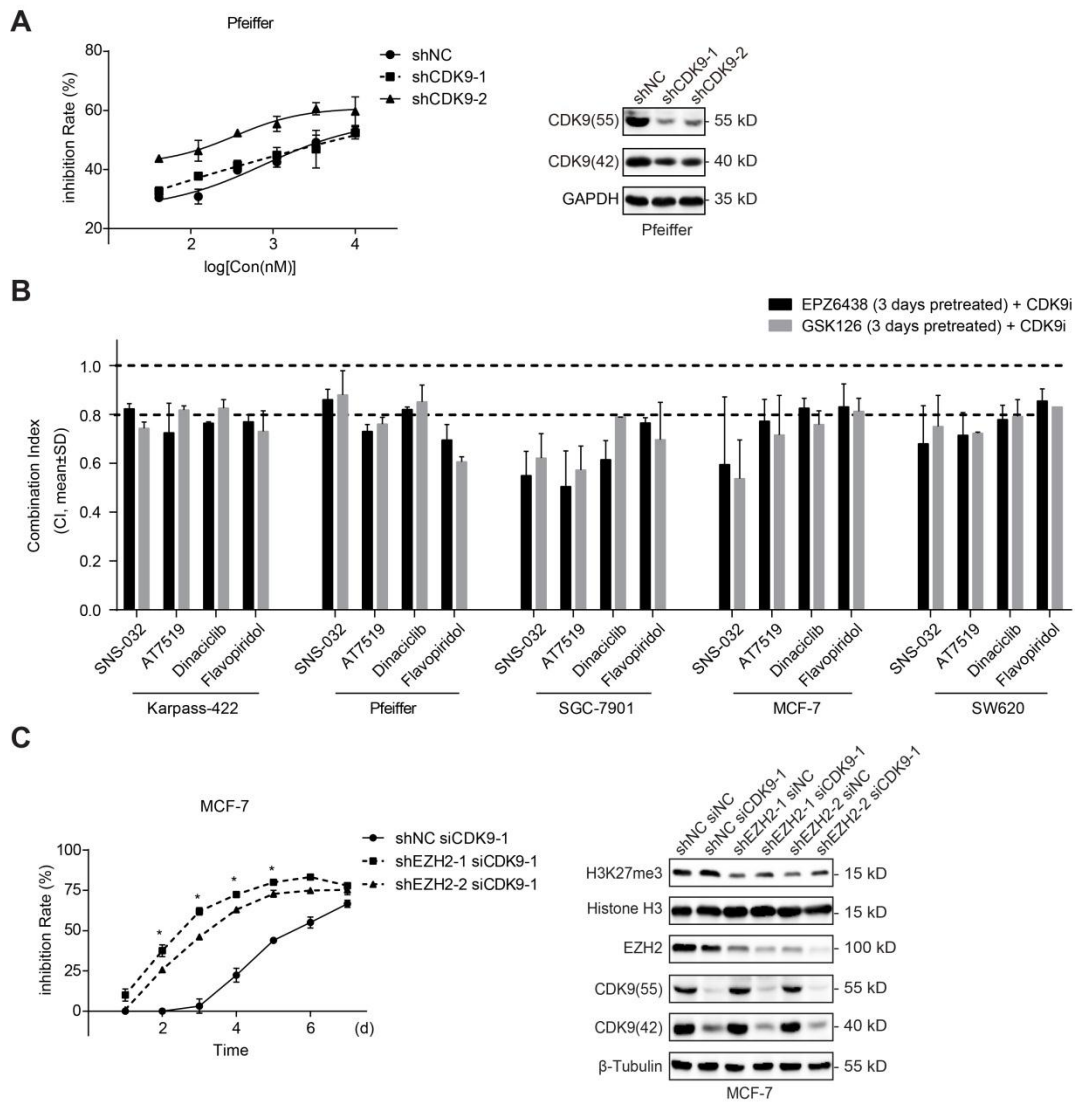 A
Pfeiffer
80
60
40
20
inhibition Rate (%)
2 3 4
log[Con(nM)]
shNC
shCDK9-1
shCDK9-2
shNC shCDK9-1 shCDK9-2
CDK9(55) 55 kD
CDK9(42) 40 kD
GAPDH 35 kD
Pfeiffer
B
EPZ6438 (3 days pretreated) + CDK9i
GSK126 (3 days pretreated) + CDK9i
Combination Index
(CI, mean±SD)
1.0
0.8
0.6
0.4
0.2
0.0
SNS-032 AT7519 Dinaciclib Flavopiridol SNS-032 AT7519 Dinaciclib Flavopiridol SNS-032 AT7519 Dinaciclib Flavopiridol SNS-032 AT7519 Dinaciclib Flavopiridol SNS-032 AT7519 Dinaciclib Flavopiridol
Karpass-422 Pfeiffer SGC-7901 MCF-7 SW620
C
MCF-7
100
75
50
25
0
inhibition Rate (%)
2 4 6 (d)
Time
shNC siCDK9-1
shEZH2-1 siCDK9-1
shEZH2-2 siCDK9-1
* * * *
shNC siNC
shNC siCDK9-1
shEZH2-1 siNC
shEZH2-1 siCDK9-1
shEZH2-2 siNC
shEZH2-2 siCDK9-1
H3K27me3 15 kD
Histone H3 15 kD
EZH2 100 kD
CDK9(55) 55 kD
CDK9(42) 40 kD
β-Tubulin 55 kD
MCF-7